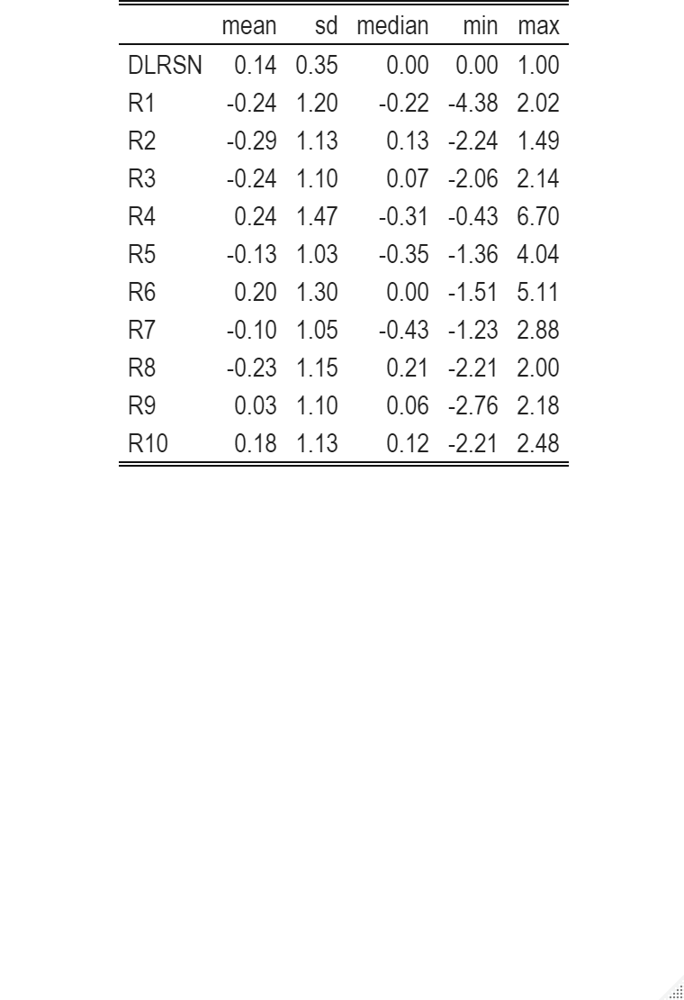 mean sd median min max
DLRSN 0.14 0.35 0.00 0.00 1.00
R1 -0.24 1.20 -0.22 -4.38 2.02
R2 -0.29 1.13 0.13 -2.24 1.49
R3 -0.24 1.10 0.07 -2.06 2.14
R4 0.24 1.47 -0.31 -0.43 6.70
R5 -0.13 1.03 -0.35 -1.36 4.04
R6 0.20 1.30 0.00 -1.51 5.11
R7 -0.10 1.05 -0.43 -1.23 2.88
R8 -0.23 1.15 0.21 -2.21 2.00
R9 0.03 1.10 0.06 -2.76 2.18
R10 0.18 1.13 0.12 -2.21 2.48